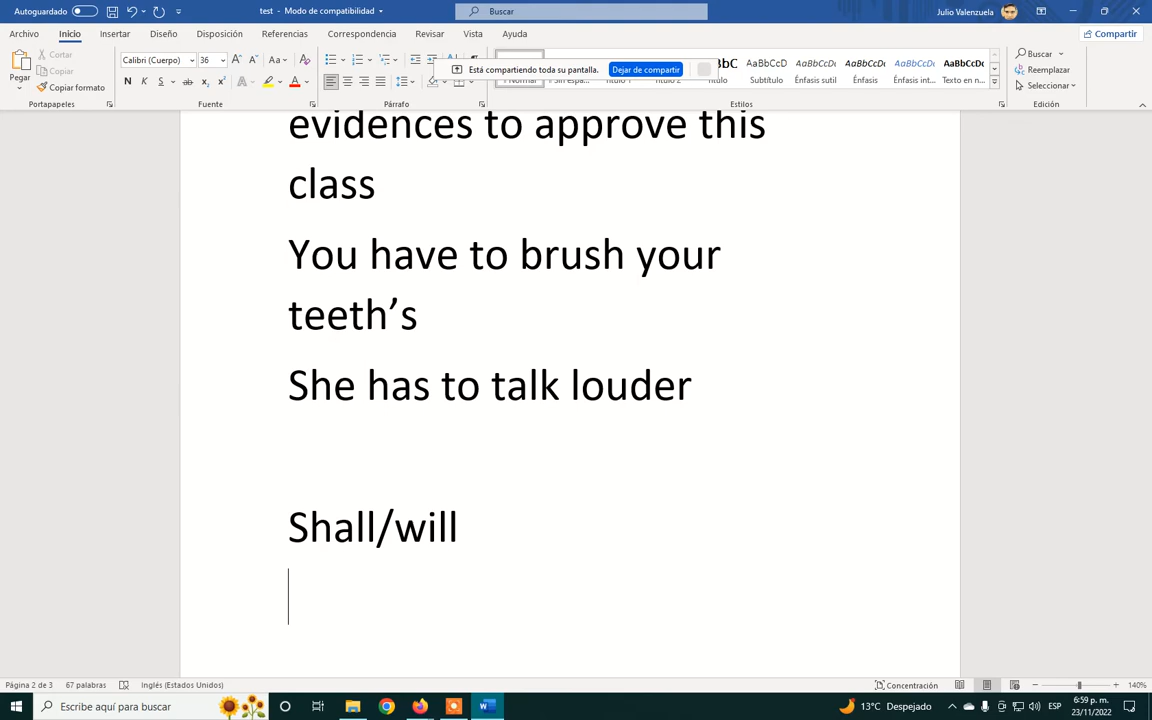 Autoguardado
test - Modo de compatibilidad
Buscar
Julio Valenzuela
Archivo Inicio Insertar Diseño Disposición Referencias Correspondencia Revisar Vista Ayuda Compartir
Pegar
Cortar
Copiar
Copiar formato
Portapapeles
Calibri (Cuerpo) 36
Aa
N K S ab x₂ x² A A
Fuente
Párrafo
Está compartiendo toda su pantalla. Dejar de compartir
AaBbCcDc AaBbCcDc AaBbCcDc AaBbCcDc AaBbCcDc
Subtítulo Énfasis sutil Énfasis Énfasis int... Texto en n...
Estilos
Buscar
Reemplazar
Seleccionar
Edición
evidences to approve this
class
You have to brush your
teeth’s
She has to talk louder
Shall/will
Página 2 de 3 67 palabras Inglés (Estados Unidos) Concentración 140%
Escribe aquí para buscar
13°C Despejado
ESP
6:59 p. m.
23/11/2022